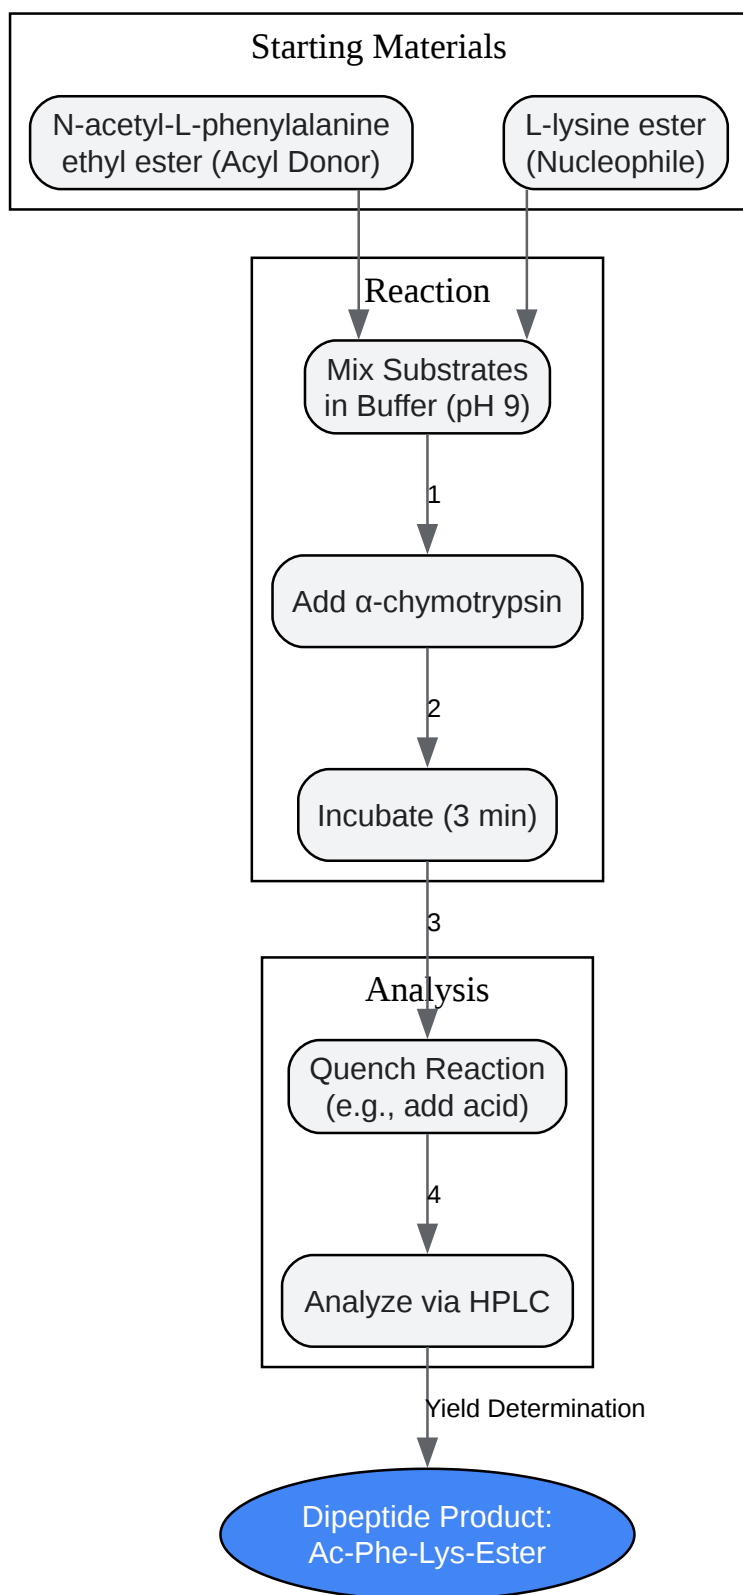 Starting Materials
N-acetyl-L-phenylalanine
ethyl ester (Acyl Donor)
L-lysine ester
(Nucleophile)
Reaction
Mix Substrates
in Buffer (pH 9)
1
Add α-chymotrypsin
2
Incubate (3 min)
3
Analysis
Quench Reaction
(e.g., add acid)
4
Analyze via HPLC
Yield Determination
Dipeptide Product:
Ac-Phe-Lys-Ester